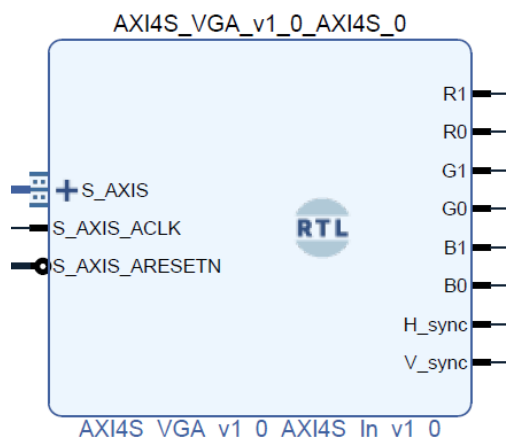 AXI4S_VGA_v1_0_AXI4S_0
R1
R0
G1
S_AXIS
G0
S_AXIS_ACLK
RTL
B1
S_AXIS_ARESETN
B0
H_sync
V_sync
AXI4S_VGA_v1_0_AXI4S_In_v1_0